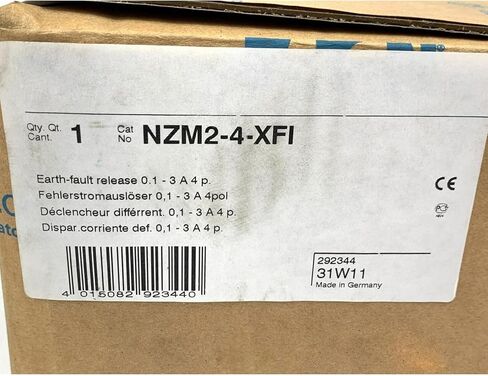 Qty. Qt. Cant. 1 Cat No NZM2-4-XFI
Earth-fault release 0.1 - 3 A 4 p.
Fehlerstromauslöser 0,1 - 3 A 4pol
Déclencheur différrent. 0,1 - 3 A 4 p.
Dispar.corriente def. 0,1 - 3 A 4 p.
CE
4 015082 923440
292344
31W11
Made in Germany